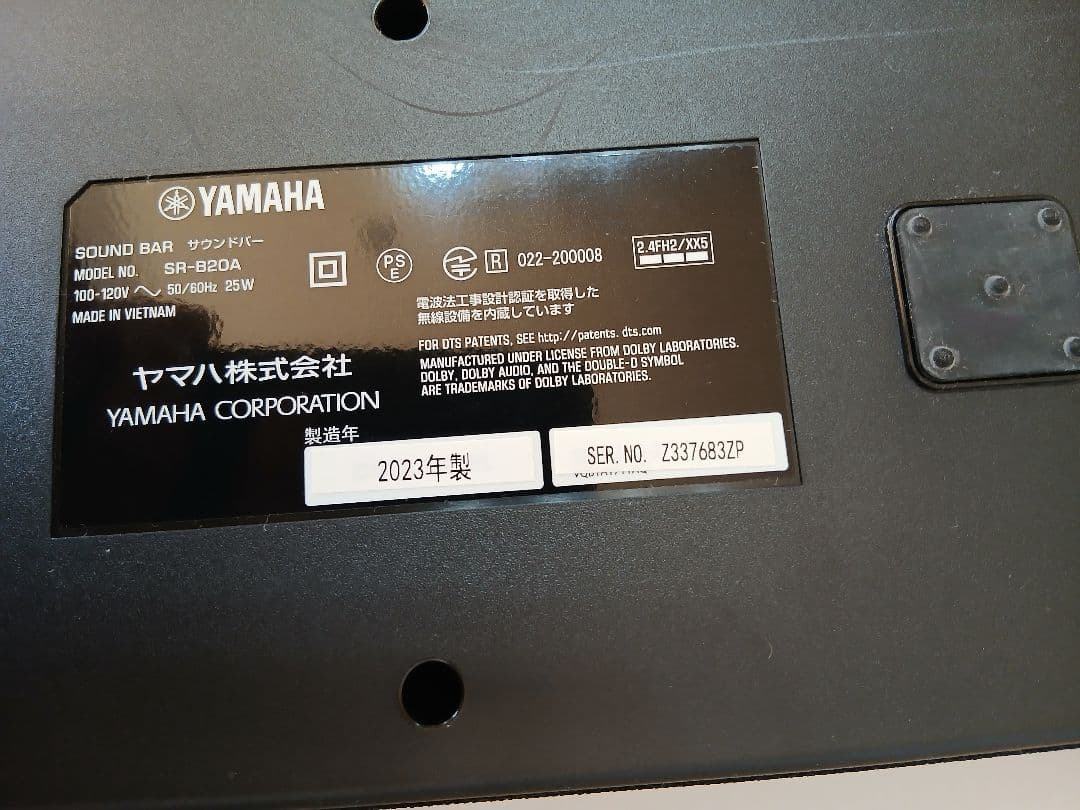 YAMAHA
SOUND BAR サウンドバー
MODEL NO. SR-B20A
100-120V 〜 50/60Hz 25W
MADE IN VIETNAM
PS
E
R 022-200008
2.4FH2/XX5
電波法工事設計認証を取得した
無線設備を内蔵しています
FOR DTS PATENTS, SEE http://patents. dts.com
MANUFACTURED UNDER LICENSE FROM DOLBY LABORATORIES.
DOLBY, DOLBY AUDIO, AND THE DOUBLE-D SYMBOL
ARE TRADEMARKS OF DOLBY LABORATORIES.
ヤマハ株式会社
YAMAHA CORPORATION
製造年
2023年製
SER. NO. Z337683ZP